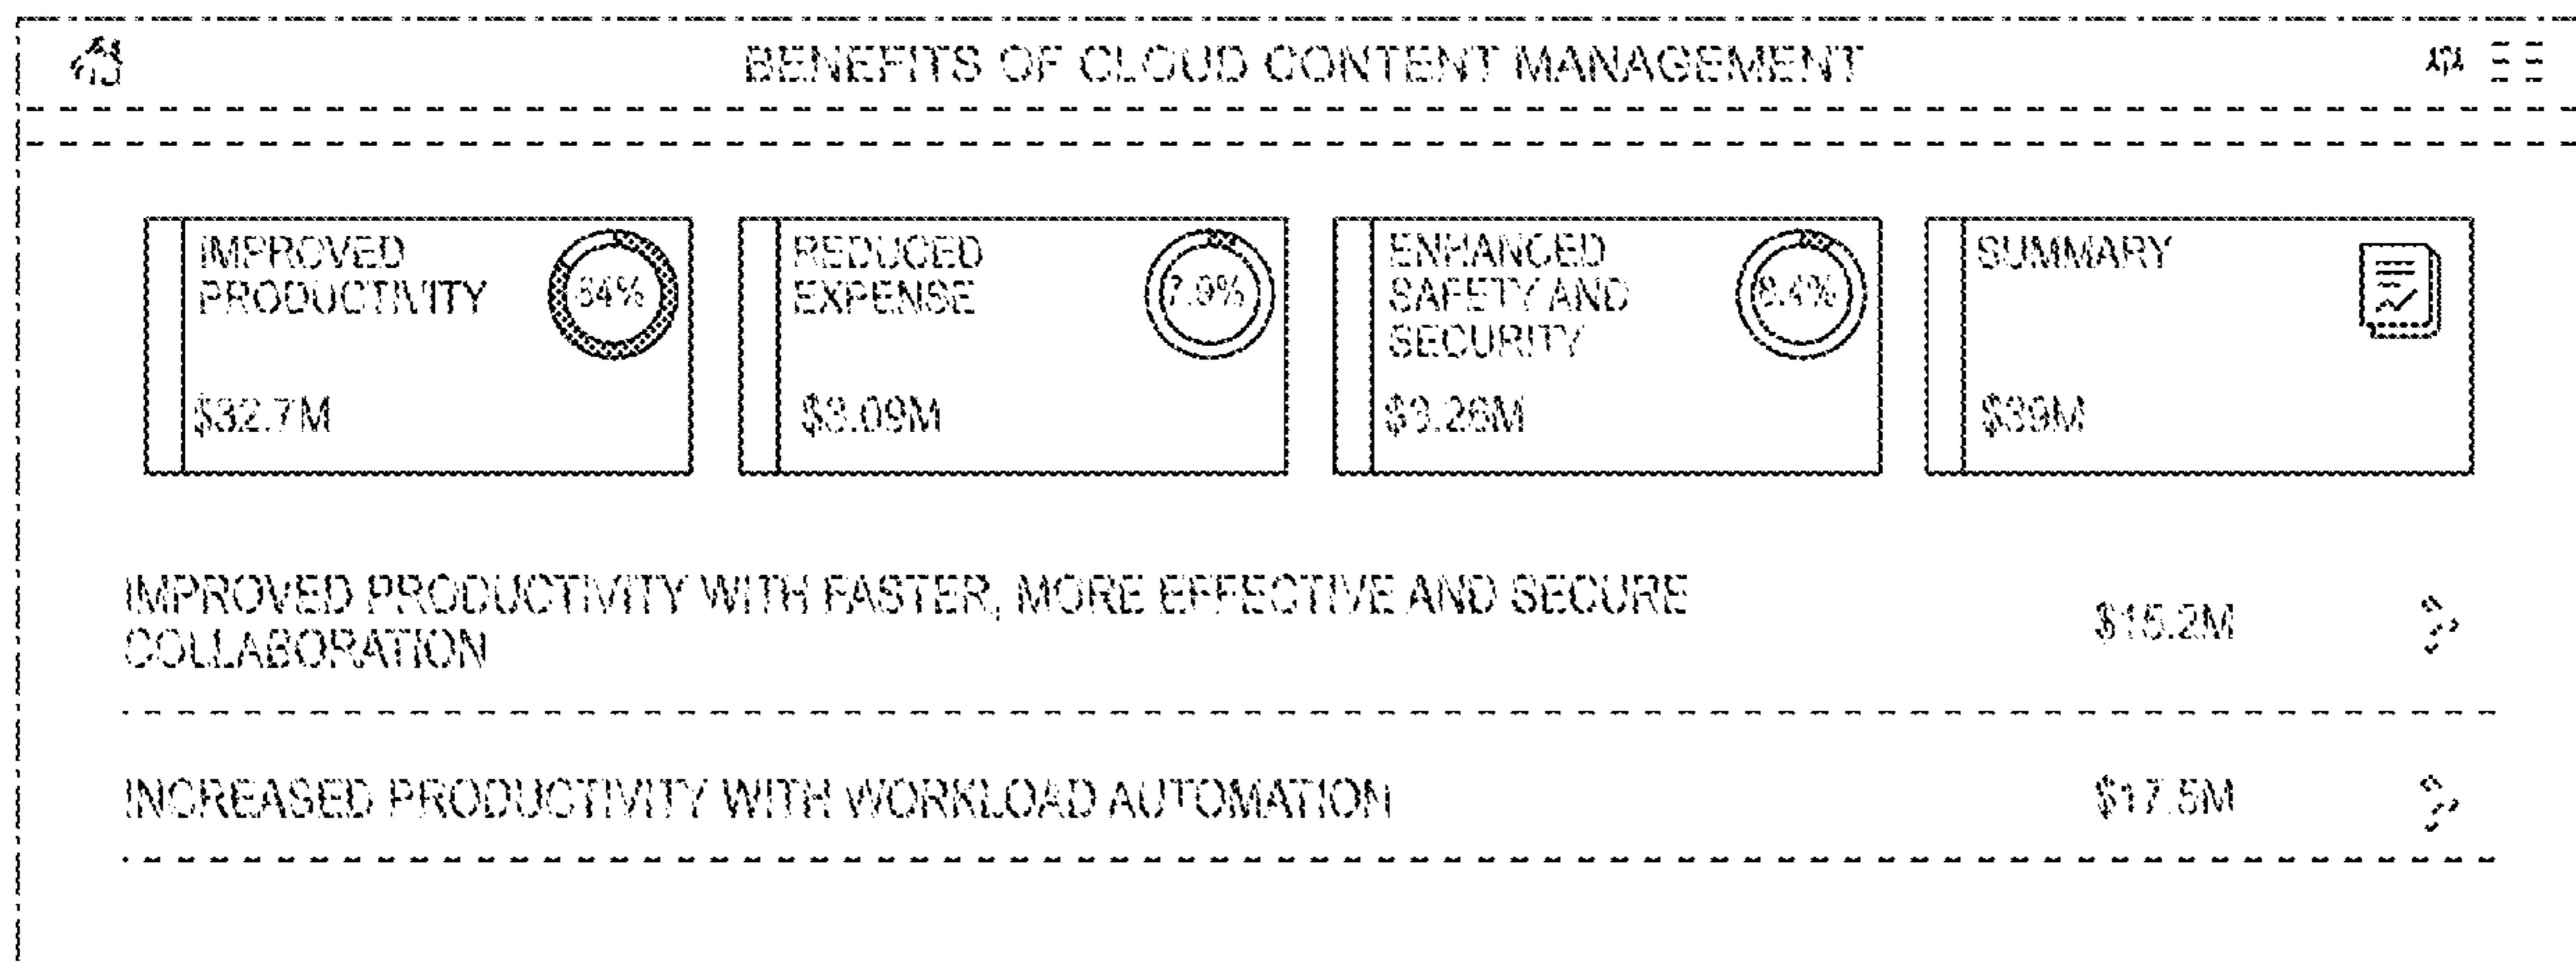 BENEFITS OF CLOUD CONTENT MANAGEMENT
IMPROVED
PRODUCTIVITY
84%
$32.7M
REDUCED
EXPENSE
7.9%
$3.09M
ENHANCED
SAFETY AND
SECURITY
8.4%
$3.26M
SUMMARY
$39M
IMPROVED PRODUCTIVITY WITH FASTER, MORE EFFECTIVE AND SECURE
COLLABORATION
$15.2M
INCREASED PRODUCTIVITY WITH WORKLOAD AUTOMATION
$17.5M